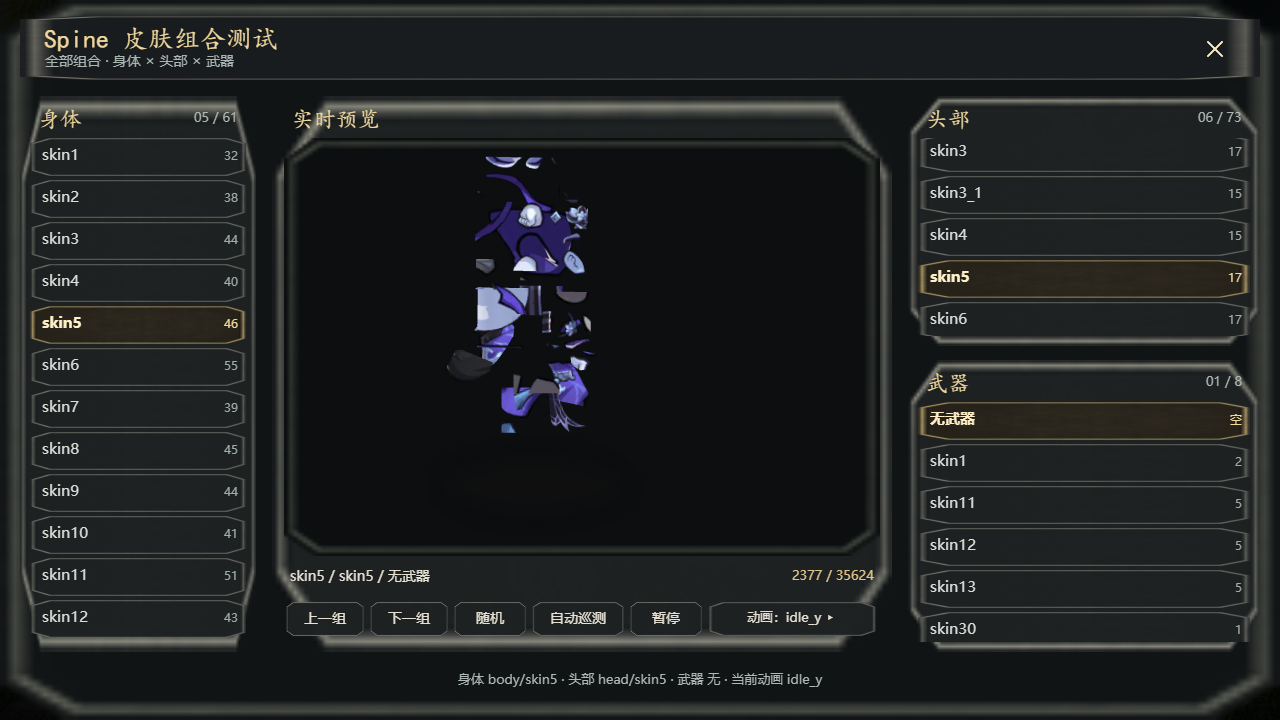 Spine 皮肤组合测试
全部组合 · 身体 × 头部 × 武器
身体 05 / 61
skin1 32
skin2 38
skin3 44
skin4 40
skin5 46
skin6 55
skin7 39
skin8 45
skin9 44
skin10 41
skin11 51
skin12 43
实时预览
skin5 / skin5 / 无武器 2377 / 35624
上一组 下一组 随机 自动巡测 暂停 动画: idle_y ▸
头部 06 / 73
skin3 17
skin3_1 15
skin4 15
skin5 17
skin6 17
武器 01 / 8
无武器 空
skin1 2
skin11 5
skin12 5
skin13 5
skin30 1
身体 body/skin5 · 头部 head/skin5 · 武器 无 · 当前动画 idle_y